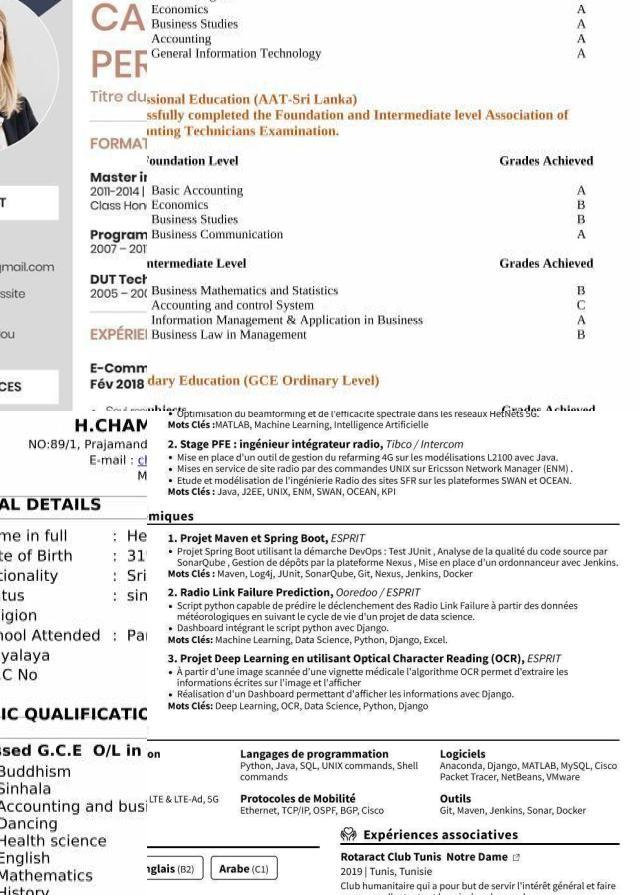 CA
PER
Titre du
FORMAT
Master in
2011-2014 |
Class Hon
Program
2007 – 201
DUT Tech
2005 – 200
EXPÉRIE
E-Comm
Fév 2018
T
gmail.com
ssite
ou
CES
Economics A
Business Studies A
Accounting A
General Information Technology A
ssional Education (AAT-Sri Lanka)
ssfully completed the Foundation and Intermediate level Association of
nting Technicians Examination.
oundation Level Grades Achieved
Basic Accounting A
Economics B
Business Studies B
Business Communication A
ntermediate Level Grades Achieved
Business Mathematics and Statistics B
Accounting and control System C
Information Management & Application in Business A
Business Law in Management B
dary Education (GCE Ordinary Level)
H.CHAM
NO:89/1, Prajamand
E-mail : cl
M
AL DETAILS
me in full : He
te of Birth : 31
tionality : Sri
tus : sin
igion
hool Attended : Pa
yalaya
.C No
IC QUALIFICATIO
ssed G.C.E O/L in
Buddhism
Sinhala
Accounting and busi
Dancing
Health science
English
Mathematics
History
• Optimisation du beamforming et de l'efficacité spectrale dans les réseaux HetNets 5G.
Mots Clés :MATLAB, Machine Learning, Intelligence Artificielle
2. Stage PFE : ingénieur intégrateur radio, Tibco / Intercom
• Mise en place d'un outil de gestion du refarming 4G sur les modélisations L2100 avec Java.
• Mises en service de site radio par des commandes UNIX sur Ericsson Network Manager (ENM) .
• Etude et modélisation de l'ingénierie Radio des sites SFR sur les plateformes SWAN et OCEAN.
Mots Clés : Java, J2EE, UNIX, ENM, SWAN, OCEAN, KPI
miques
1. Projet Maven et Spring Boot, ESPRIT
• Projet Spring Boot utilisant la démarche DevOps : Test JUnit , Analyse de la qualité du code source par
SonarQube , Gestion de dépôts par la plateforme Nexus , Mise en place d'un ordonnanceur avec Jenkins.
Mots Clés : Maven, Log4j, JUnit, SonarQube, Git, Nexus, Jenkins, Docker
2. Radio Link Failure Prediction, Ooredoo / ESPRIT
• Script python capable de prédire le déclenchement des Radio Link Failure à partir des données
météorologiques en suivant le cycle de vie d'un projet de data science.
• Dashboard intégrant le script python avec Django.
Mots Clés: Machine Learning, Data Science, Python, Django, Excel.
3. Projet Deep Learning en utilisant Optical Character Reading (OCR), ESPRIT
• À partir d'une image scannée d'une vignette médicale l'algorithme OCR permet d'extraire les
informations écrites sur l'image et l'afficher
• Réalisation d'un Dashboard permettant d'afficher les informations avec Django.
Mots Clés: Deep Learning, OCR, Data Science, Python, Django
on
LTE & LTE-Ad, 5G
Langages de programmation
Python, Java, SQL, UNIX commands, Shell
commands
Protocoles de Mobilité
Ethernet, TCP/IP, OSPF, BGP, Cisco
Logiciels
Anaconda, Django, MATLAB, MySQL, Cisco
Packet Tracer, NetBeans, VMware
Outils
Git, Maven, Jenkins, Sonar, Docker
nglais (B2) Arabe (C1)
Expériences associatives
Rotaract Club Tunis Notre Dame
2019 | Tunis, Tunisie
Club humanitaire qui a pour but de servir l'intérêt général et faire